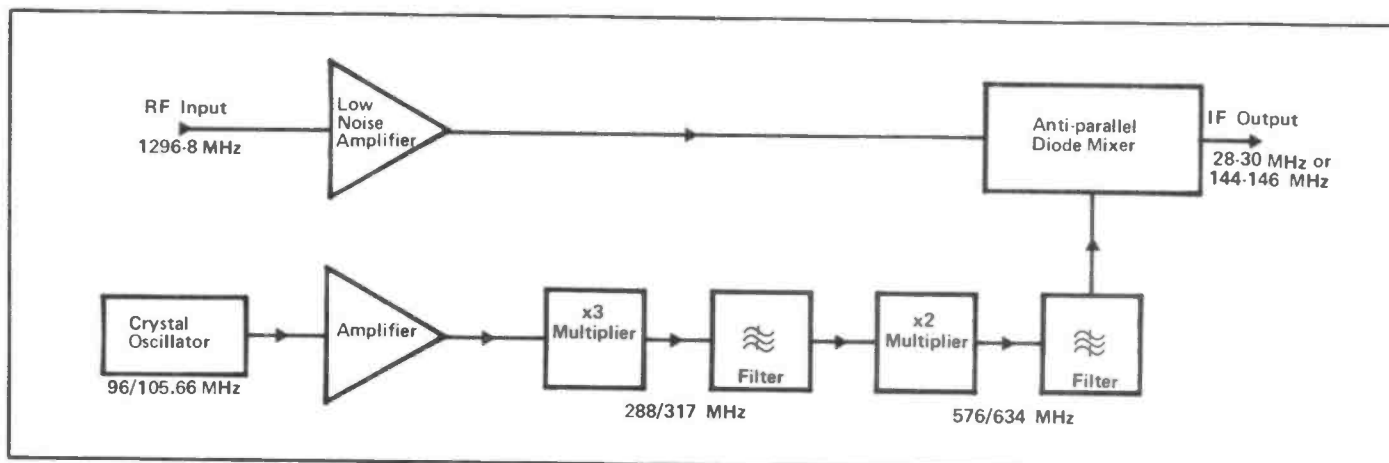 RF Input
1296-8 MHz
Low
Noise
Amplifier
Anti-parallel
Diode Mixer
IF Output
28-30 MHz or
144-146 MHz
Crystal
Oscillator
96/105.66 MHz
Amplifier
x3
Multiplier
Filter
288/317 MHz
x2
Multiplier
Filter
576/634 MHz